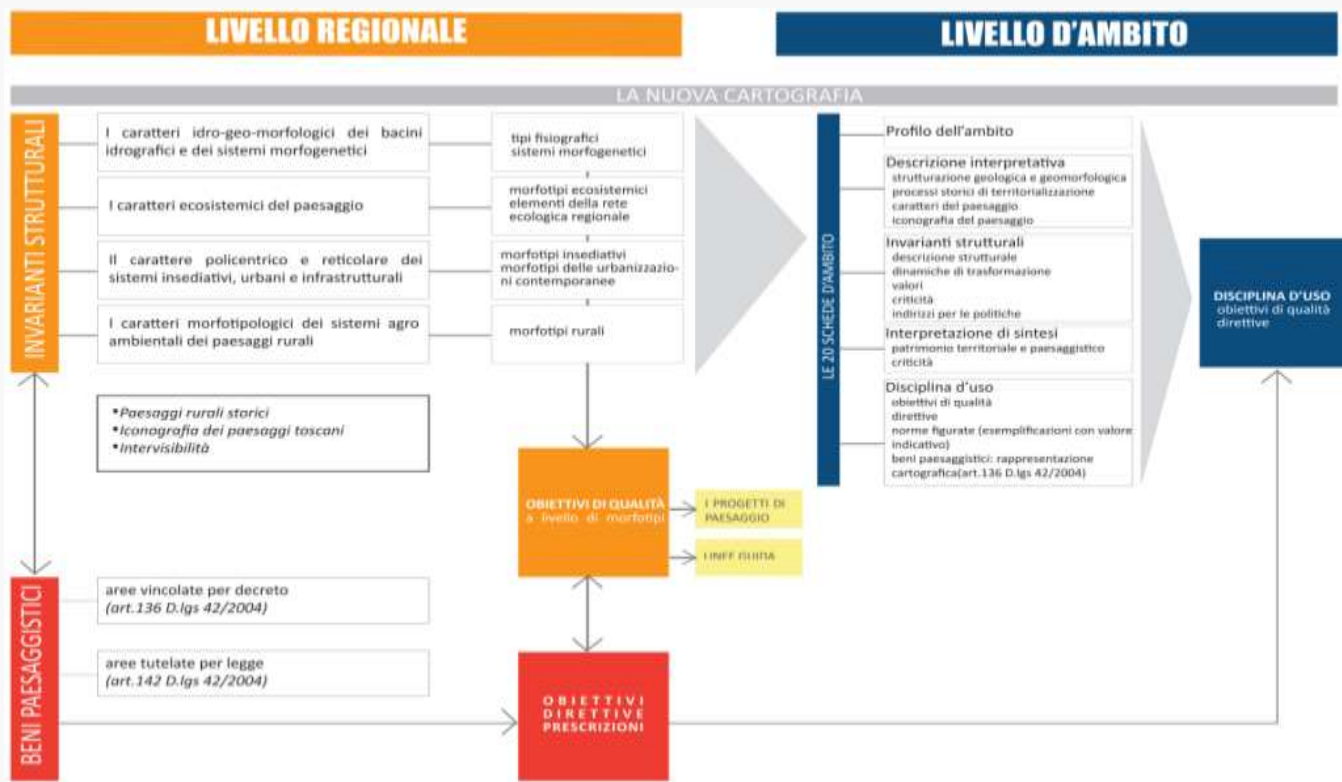 LIVELLO REGIONALE
LIVELLO D'AMBITO
LA NUOVA CARTOGRAFIA
INVARIANTI STRUTTURALI
I caratteri idro-geo-morfologici dei bacini
idrografici e dei sistemi morfogenetici
tipi fisiografici
sistemi morfogenetici
I caratteri ecosistemici del paesaggio
morfotipi ecosistemici
elementi della rete
ecologica regionale
Il carattere policentrico e reticolare dei
sistemi insediativi, urbani e infrastrutturali
morfotipi insediativi
morfotipi delle urbanizzazio-
ni contemporanee
I caratteri morfotipologici dei sistemi agro
ambientali dei paesaggi rurali
morfotipi rurali
•Paesaggi rurali storici
•Iconografia dei paesaggi toscani
•Intervisibilità
OBIETTIVI DI QUALITÀ
a livello di morfotipi
I PROGETTI DI
PAESAGGIO
LINEE GUIDA
BENI PAESAGGISTICI
aree vincolate per decreto
(art.136 D.lgs 42/2004)
aree tutelate per legge
(art.142 D.lgs 42/2004)
OBIETTIVI
DIRETTIVE
PRESCRIZIONI
LE 20 SCHEDE D'AMBITO
Profilo dell'ambito
Descrizione interpretativa
strutturazione geologica e geomorfologica
processi storici di territorializzazione
caratteri del paesaggio
iconografia del paesaggio
Invarianti strutturali
descrizione strutturale
dinamiche di trasformazione
valori
criticità
indirizzi per le politiche
Interpretazione di sintesi
patrimonio territoriale e paesaggistico
criticità
Disciplina d'uso
obiettivi di qualità
direttive
norme figurate (esemplificazioni con valore
indicativo)
beni paesaggistici: rappresentazione
cartografica(art.136 D.lgs 42/2004)
DISCIPLINA D'USO
obiettivi di qualità
direttive